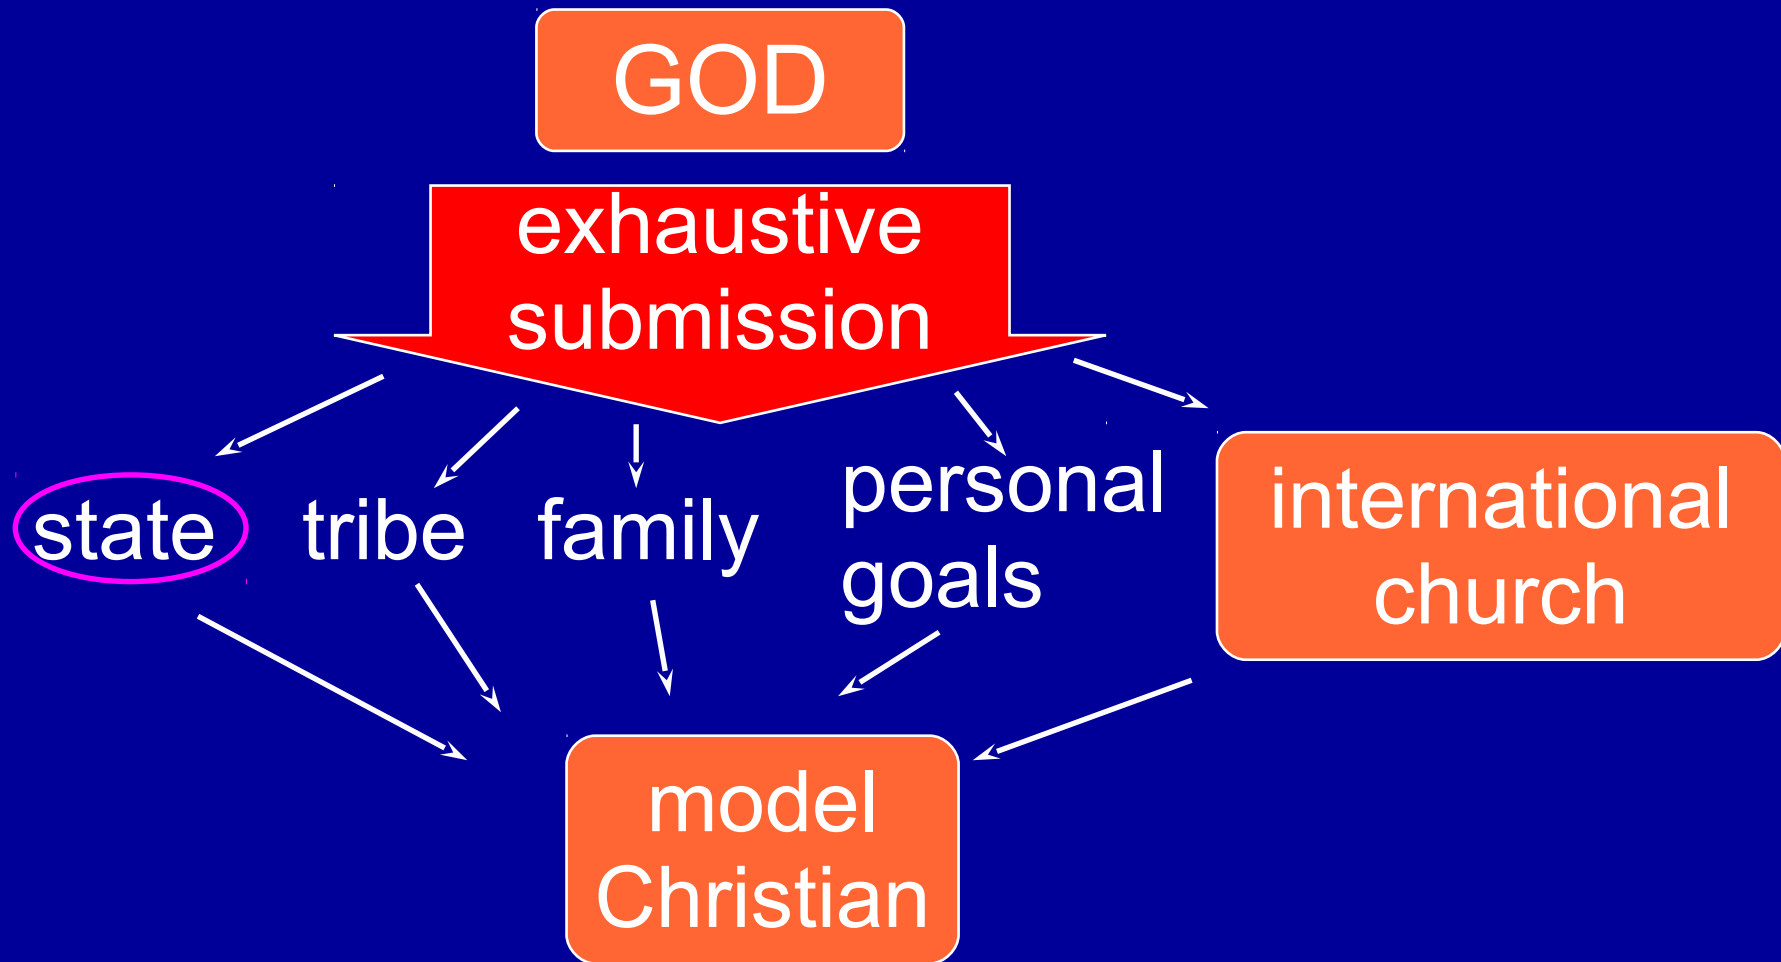 GOD
exhaustive
submission
state
tribe
family
personal
goals
international
church
model
Christian